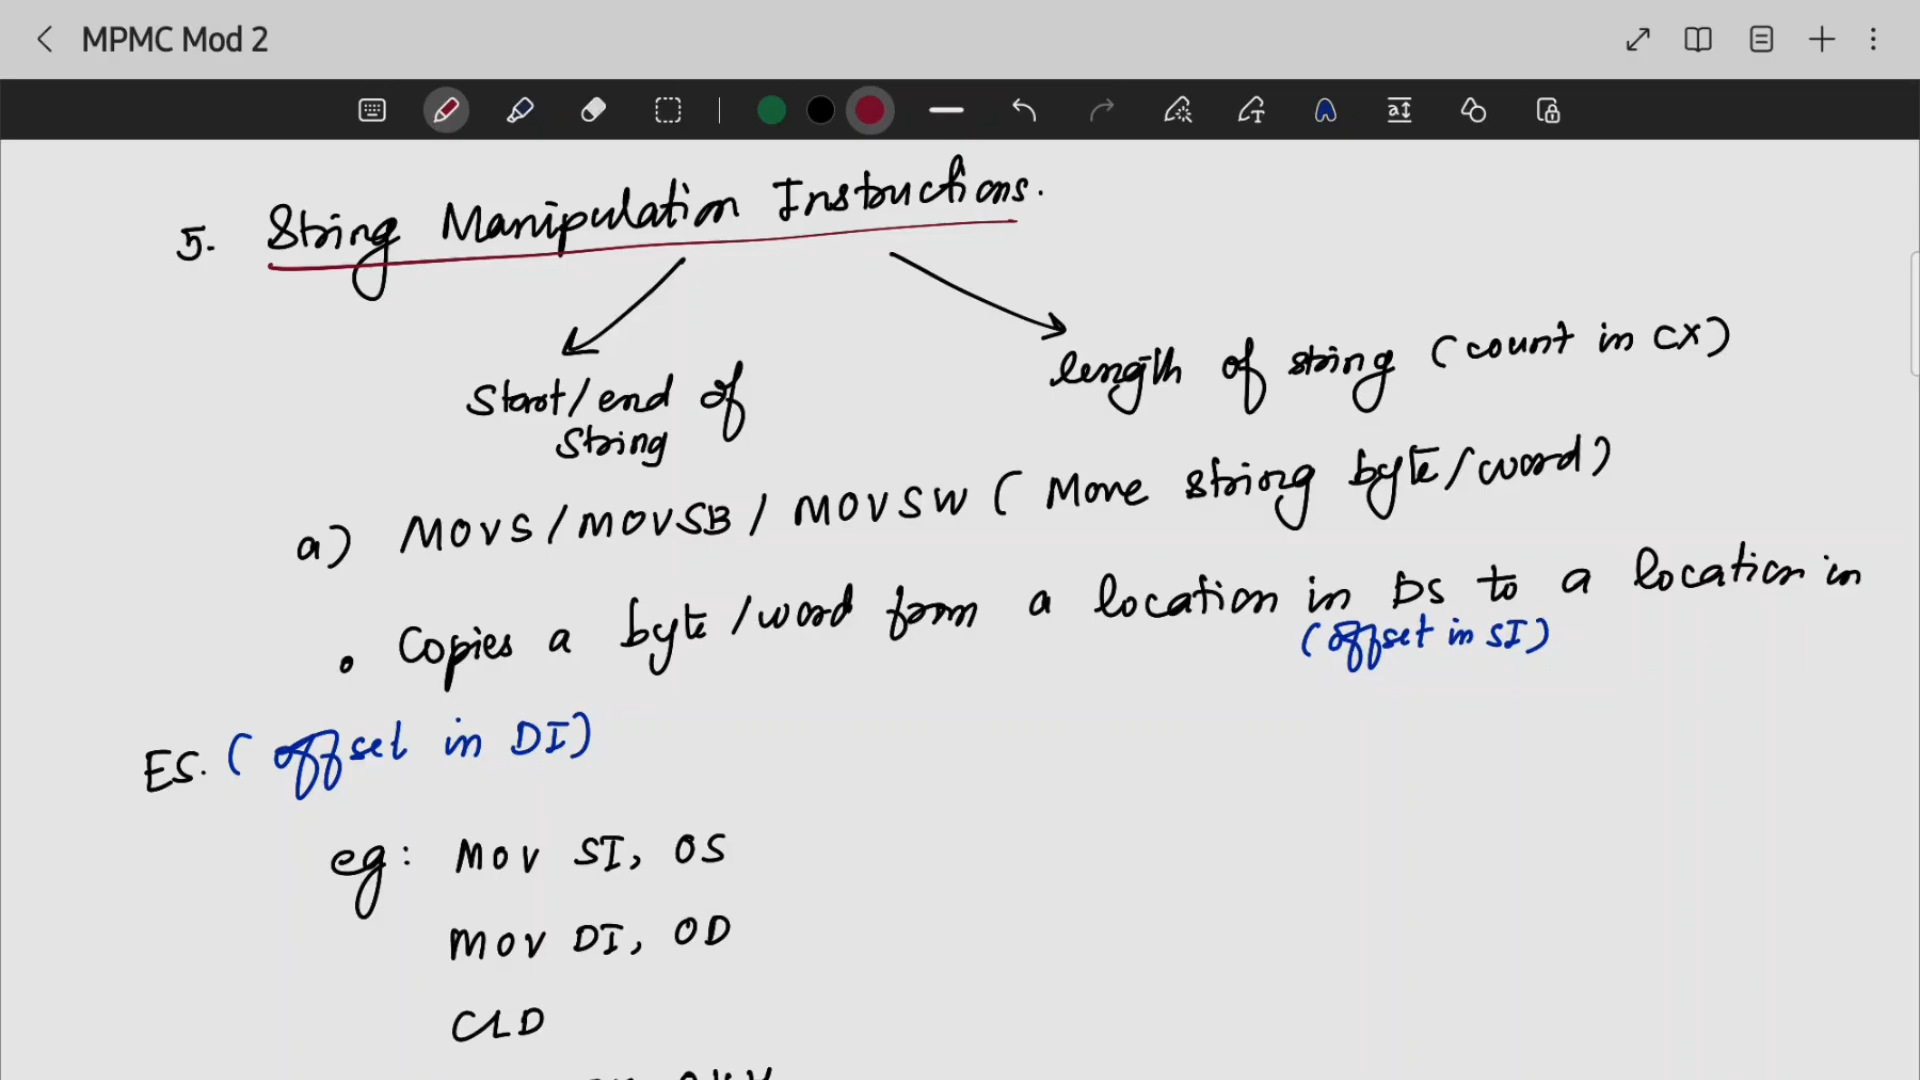 MPMC Mod 2
5. String Manipulation Instructions.
Start/end of
String
length of string (count in CX)
a) MOVS/MOVSB/MOVSW (Move string byte/word)
• Copies a byte/word from a location in DS to a location in
(offset in SI)
ES. (offset in DI)
eg: MOV SI, OS
MOV DI, OD
CLD